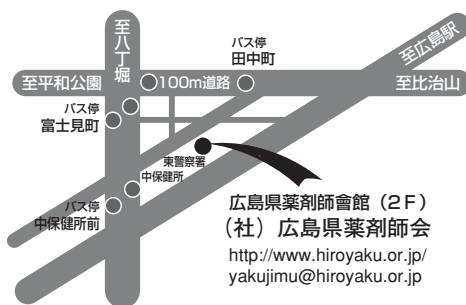 至八丁堀
バス停
田中町
至広島駅
至平和公園
100m道路
至比治山
バス停
富士見町
東警察署
中保健所
バス停
中保健所前
広島県薬剤師會館（2F）
（社）広島県薬剤師会
http://www.hiroyaku.or.jp/
yakujimu@hiroyaku.or.jp